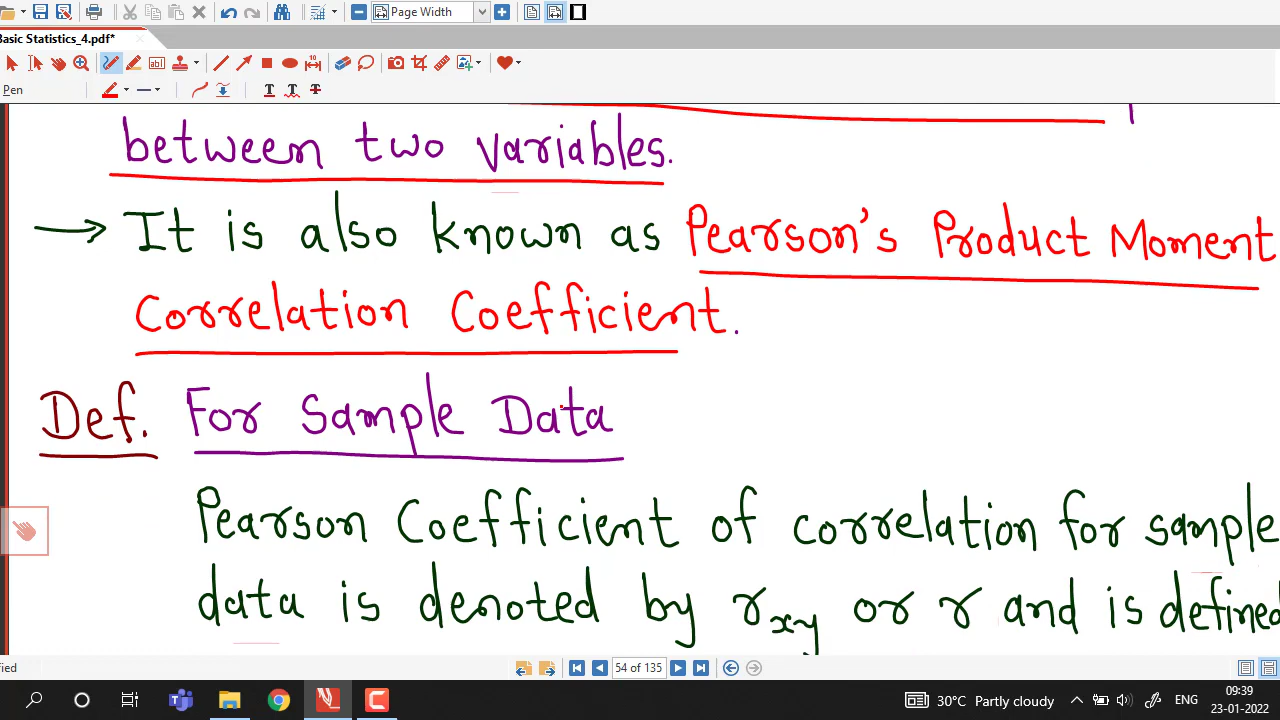 Page Width
Basic Statistics_4.pdf*
Pen
between two variables.
→ It is also known as Pearson's Product Moment
Correlation Coefficient.
Def. For Sample Data
Pearson Coefficient of correlation for sample
data is denoted by rxy or r and is defined
fied
54 of 135
30°C Partly cloudy
ENG
09:39
23-01-2022